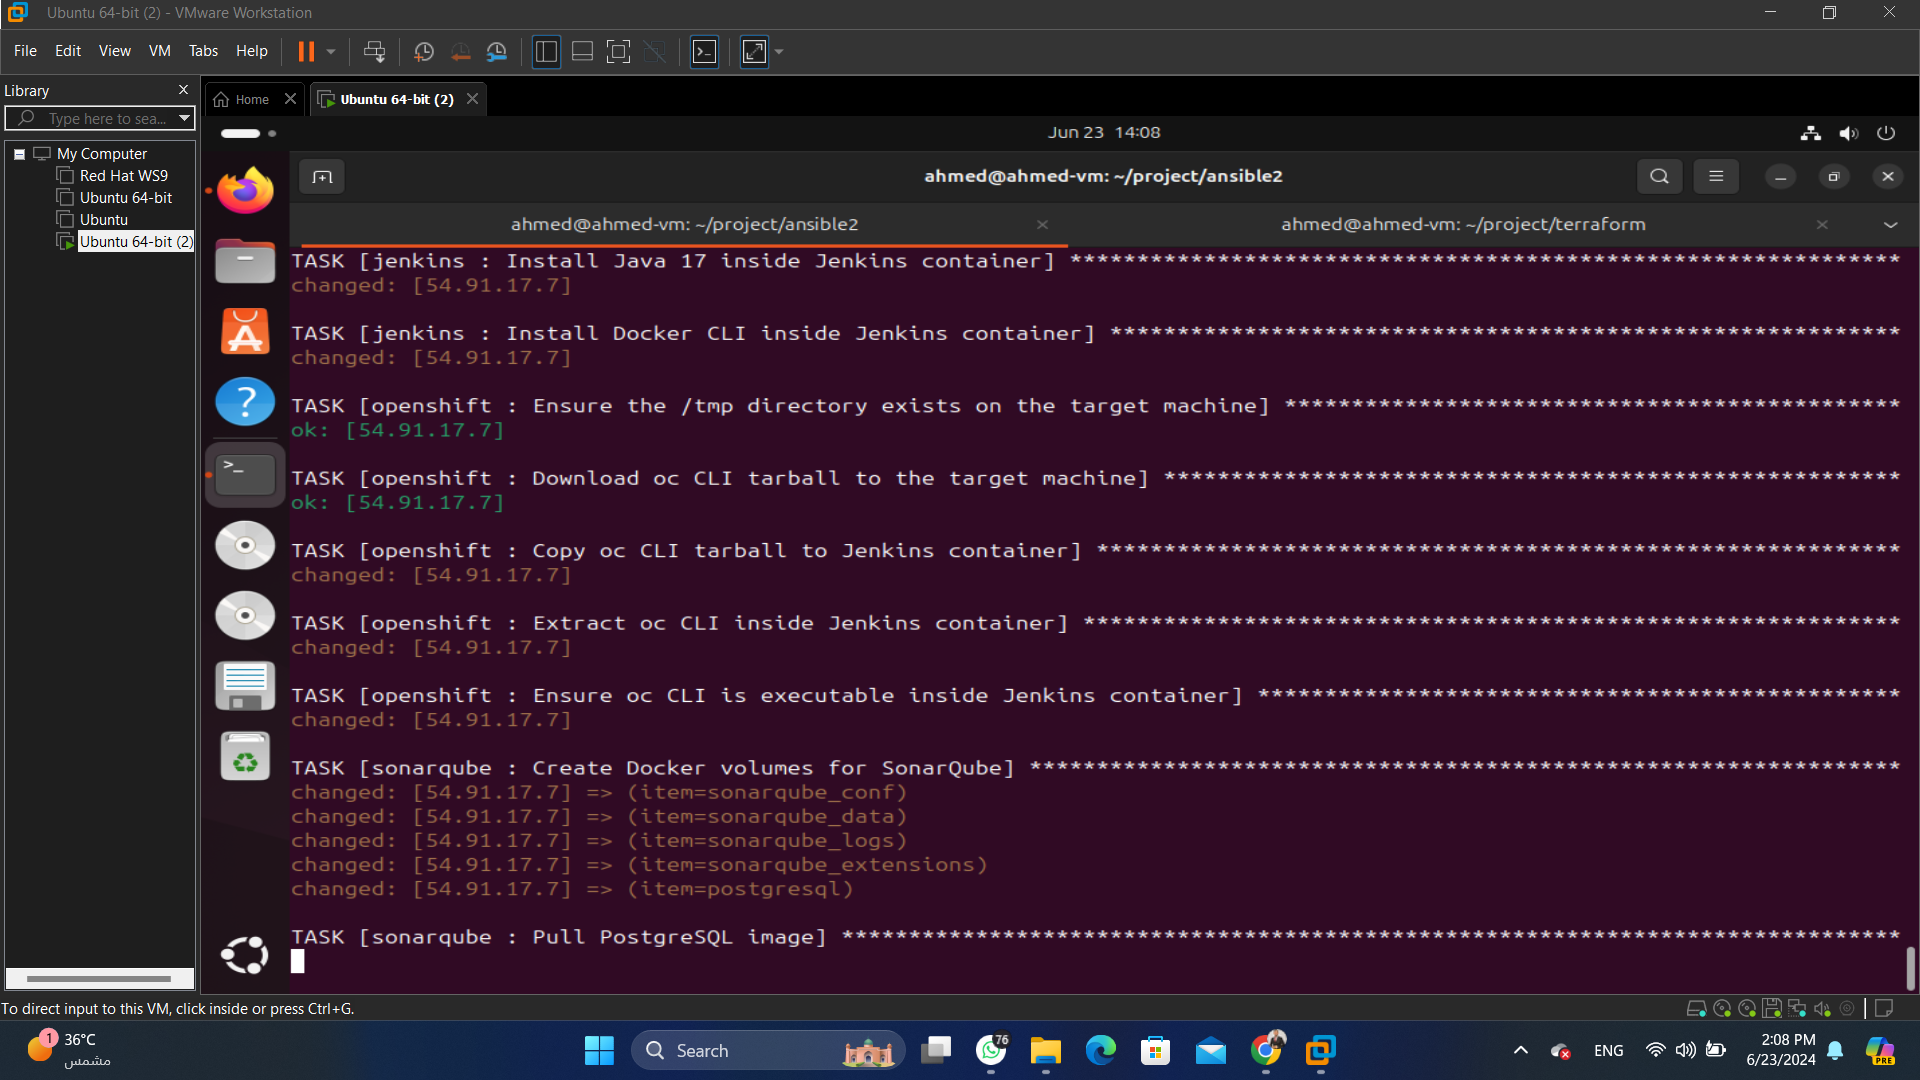 Ubuntu 64-bit (2) - VMware Workstation
File Edit View VM Tabs Help
Library
Type here to sea...
My Computer
Red Hat WS9
Ubuntu 64-bit
Ubuntu
Ubuntu 64-bit (2)
Home
Ubuntu 64-bit (2)
Jun 23 14:08
ahmed@ahmed-vm: ~/project/ansible2
ahmed@ahmed-vm: ~/project/ansible2
ahmed@ahmed-vm: ~/project/terraform
TASK [jenkins : Install Java 17 inside Jenkins container] **************************************************************
changed: [54.91.17.7]
TASK [jenkins : Install Docker CLI inside Jenkins container] ***********************************************************
changed: [54.91.17.7]
TASK [openshift : Ensure the /tmp directory exists on the target machine] **********************************************
ok: [54.91.17.7]
TASK [openshift : Download oc CLI tarball to the target machine] *******************************************************
ok: [54.91.17.7]
TASK [openshift : Copy oc CLI tarball to Jenkins container] ************************************************************
changed: [54.91.17.7]
TASK [openshift : Extract oc CLI inside Jenkins container] *************************************************************
changed: [54.91.17.7]
TASK [openshift : Ensure oc CLI is executable inside Jenkins container] ************************************************
changed: [54.91.17.7]
TASK [sonarqube : Create Docker volumes for SonarQube] *****************************************************************
changed: [54.91.17.7] => (item=sonarqube_conf)
changed: [54.91.17.7] => (item=sonarqube_data)
changed: [54.91.17.7] => (item=sonarqube_logs)
changed: [54.91.17.7] => (item=sonarqube_extensions)
changed: [54.91.17.7] => (item=postgresql)
TASK [sonarqube : Pull PostgreSQL image] *******************************************************************************
To direct input to this VM, click inside or press Ctrl+G.
1
36°C
مشمس
Search
76
ENG
2:08 PM
6/23/2024
PRE